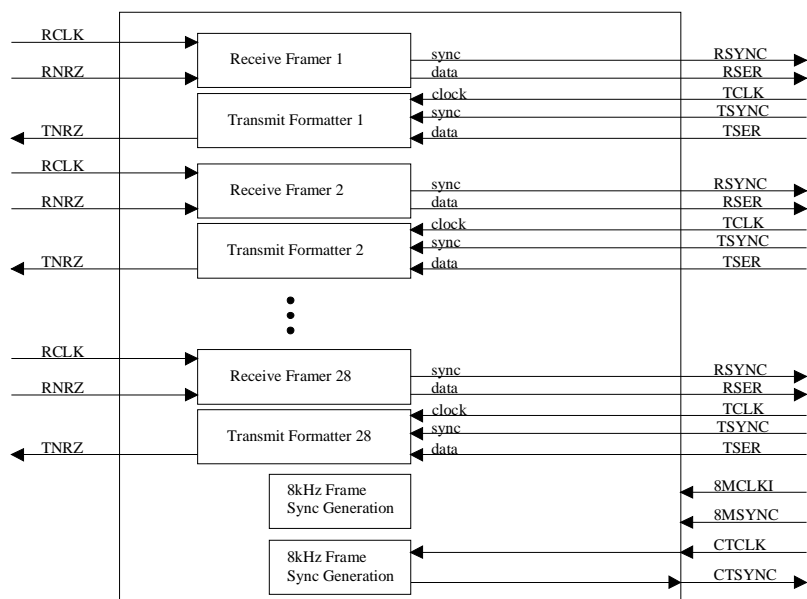 RCLK
Receive Framer 1
sync
RSYNC
RNRZ
data
RSER
clock
TCLK
Transmit Formatter 1
sync
TSYNC
TNRZ
data
TSER
RCLK
Receive Framer 2
sync
RSYNC
RNRZ
data
RSER
clock
TCLK
Transmit Formatter 2
sync
TSYNC
TNRZ
data
TSER
RCLK
Receive Framer 28
sync
RSYNC
RNRZ
data
RSER
clock
TCLK
Transmit Formatter 28
sync
TSYNC
TNRZ
data
TSER
8kHz Frame
Sync Generation
8MCLKI
8MSYNC
8kHz Frame
Sync Generation
CTCLK
CTSYNC